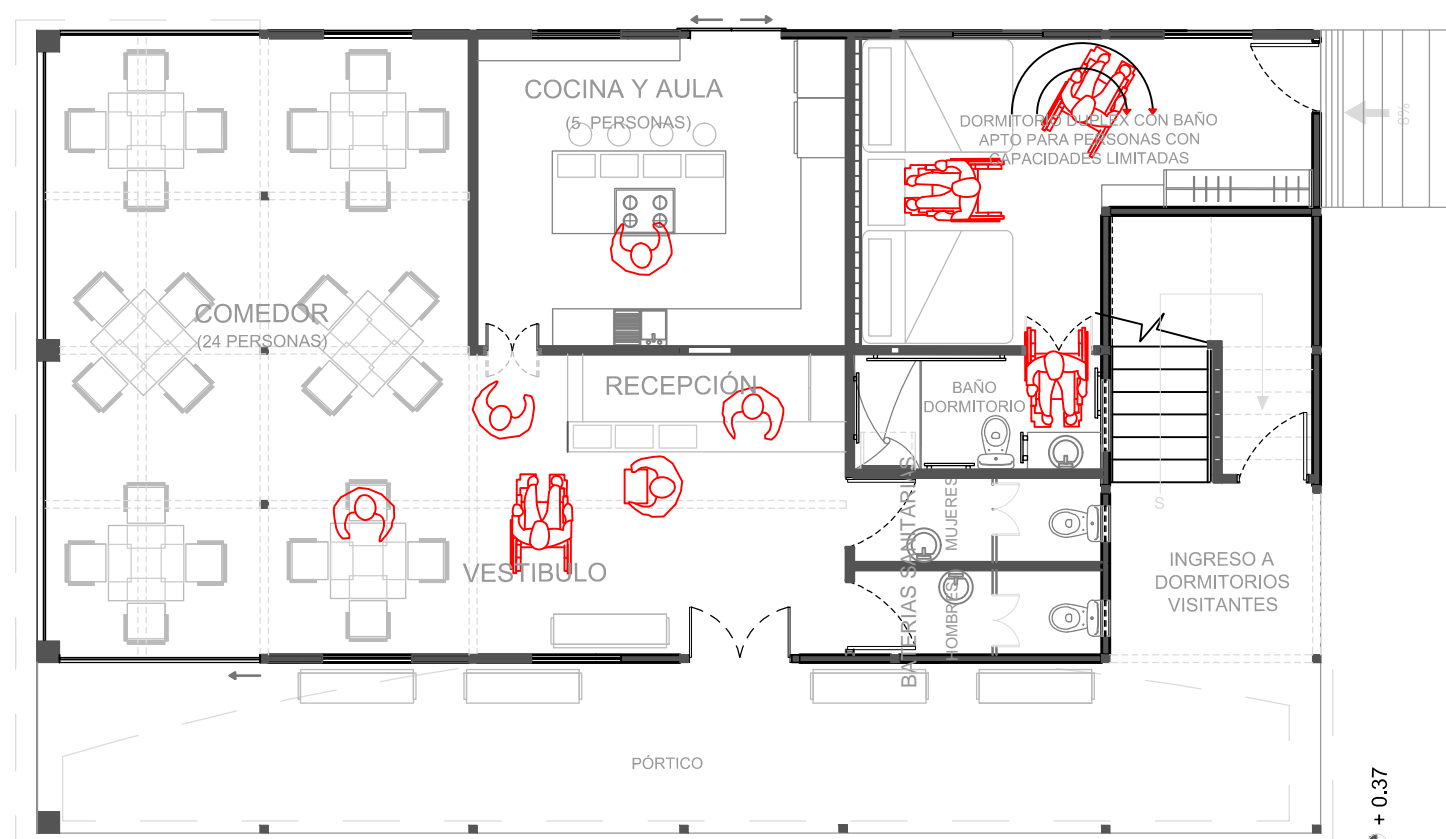 COCINA Y AULA
(5 PERSONAS)
DORMITORIO DUPLEX CON BAÑO
APTO PARA PERSONAS CON
CAPACIDADES LIMITADAS
8%
COMEDOR
(24 PERSONAS)
RECEPCIÓN
BAÑO
DORMITORIO
BATERIAS SANITARIAS
MUJERES
HOMBRES
S
VESTIBULO
INGRESO A
DORMITORIOS
VISITANTES
PÓRTICO
+ 0.37